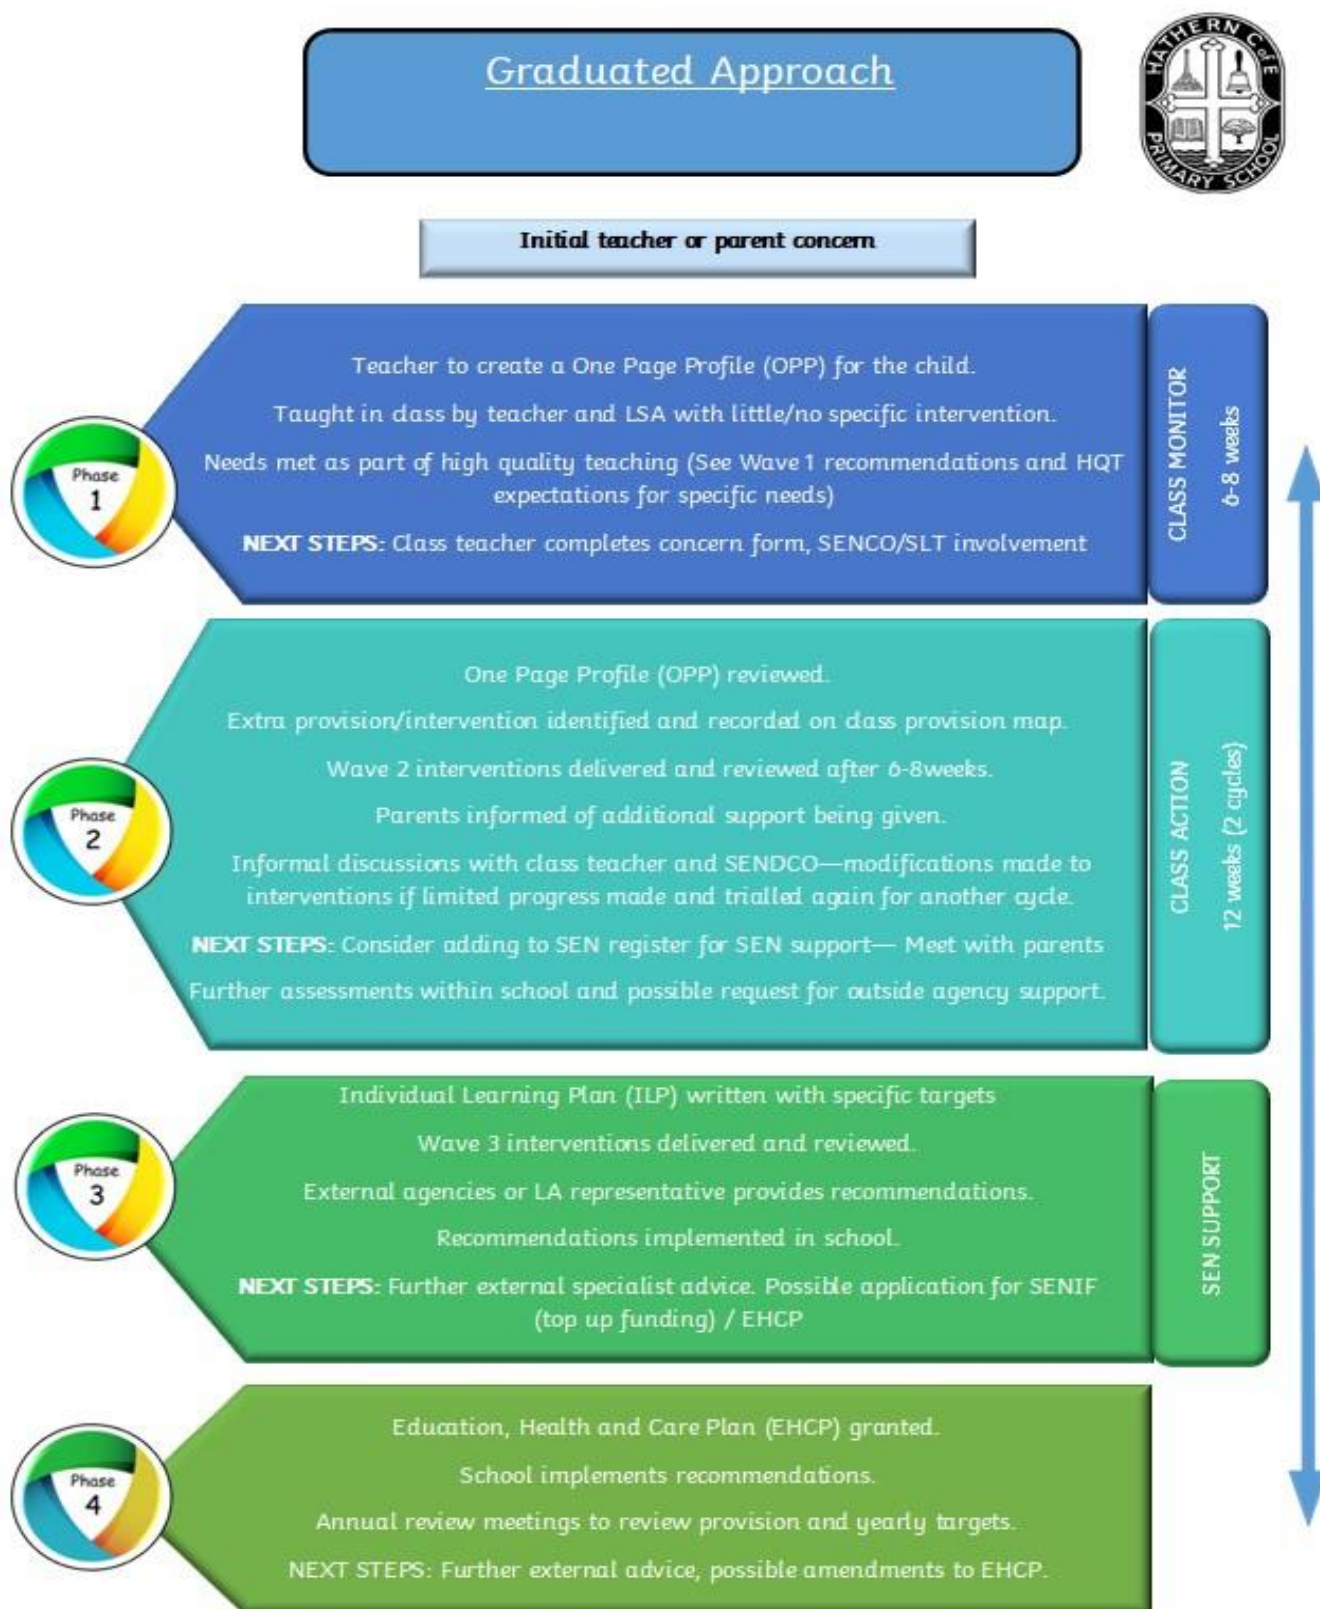 Graduated Approach
HATHERN C of E
PRIMARY SCHOOL
Initial teacher or parent concern
Phase
1
Teacher to create a One Page Profile (OPP) for the child.
Taught in class by teacher and LSA with little/no specific intervention.
Needs met as part of high quality teaching (See Wave 1 recommendations and HQT
expectations for specific needs)
NEXT STEPS: Class teacher completes concern form, SENCO/SLT involvement
CLASS MONITOR
6-8 weeks
Phase
2
One Page Profile (OPP) reviewed.
Extra provision/intervention identified and recorded on class provision map.
Wave 2 interventions delivered and reviewed after 6-8weeks.
Parents informed of additional support being given.
Informal discussions with class teacher and SENDCO—modifications made to
interventions if limited progress made and trialled again for another cycle.
NEXT STEPS: Consider adding to SEN register for SEN support— Meet with parents
Further assessments within school and possible request for outside agency support.
CLASS ACTION
12 weeks (2 cycles)
Phase
3
Individual Learning Plan (ILP) written with specific targets
Wave 3 interventions delivered and reviewed.
External agencies or LA representative provides recommendations.
Recommendations implemented in school.
NEXT STEPS: Further external specialist advice. Possible application for SENIF
(top up funding) / EHCP
SEN SUPPORT
Phase
4
Education, Health and Care Plan (EHCP) granted.
School implements recommendations.
Annual review meetings to review provision and yearly targets.
NEXT STEPS: Further external advice, possible amendments to EHCP.